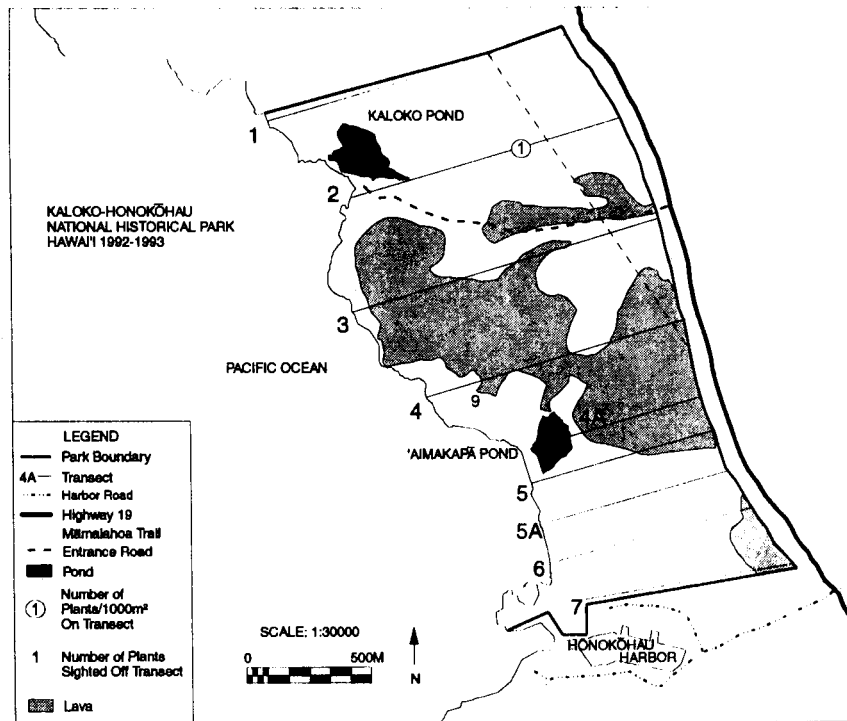 KALOKO POND
1
1
2
KALOKO-HONOKŌHAU
NATIONAL HISTORICAL PARK
HAWAI'I 1992-1993
3
PACIFIC OCEAN
4
9
4A
'AIMAKAPĀ POND
5
5A
6
7
HONOKŌHAU
HARBOR
LEGEND
Park Boundary
4A Transect
Harbor Road
Highway 19
Māmalahoa Trail
Entrance Road
Pond
1 Number of
Plants/1000m²
On Transect
1 Number of Plants
Sighted Off Transect
Lava
SCALE: 1:30000
0 500M
N